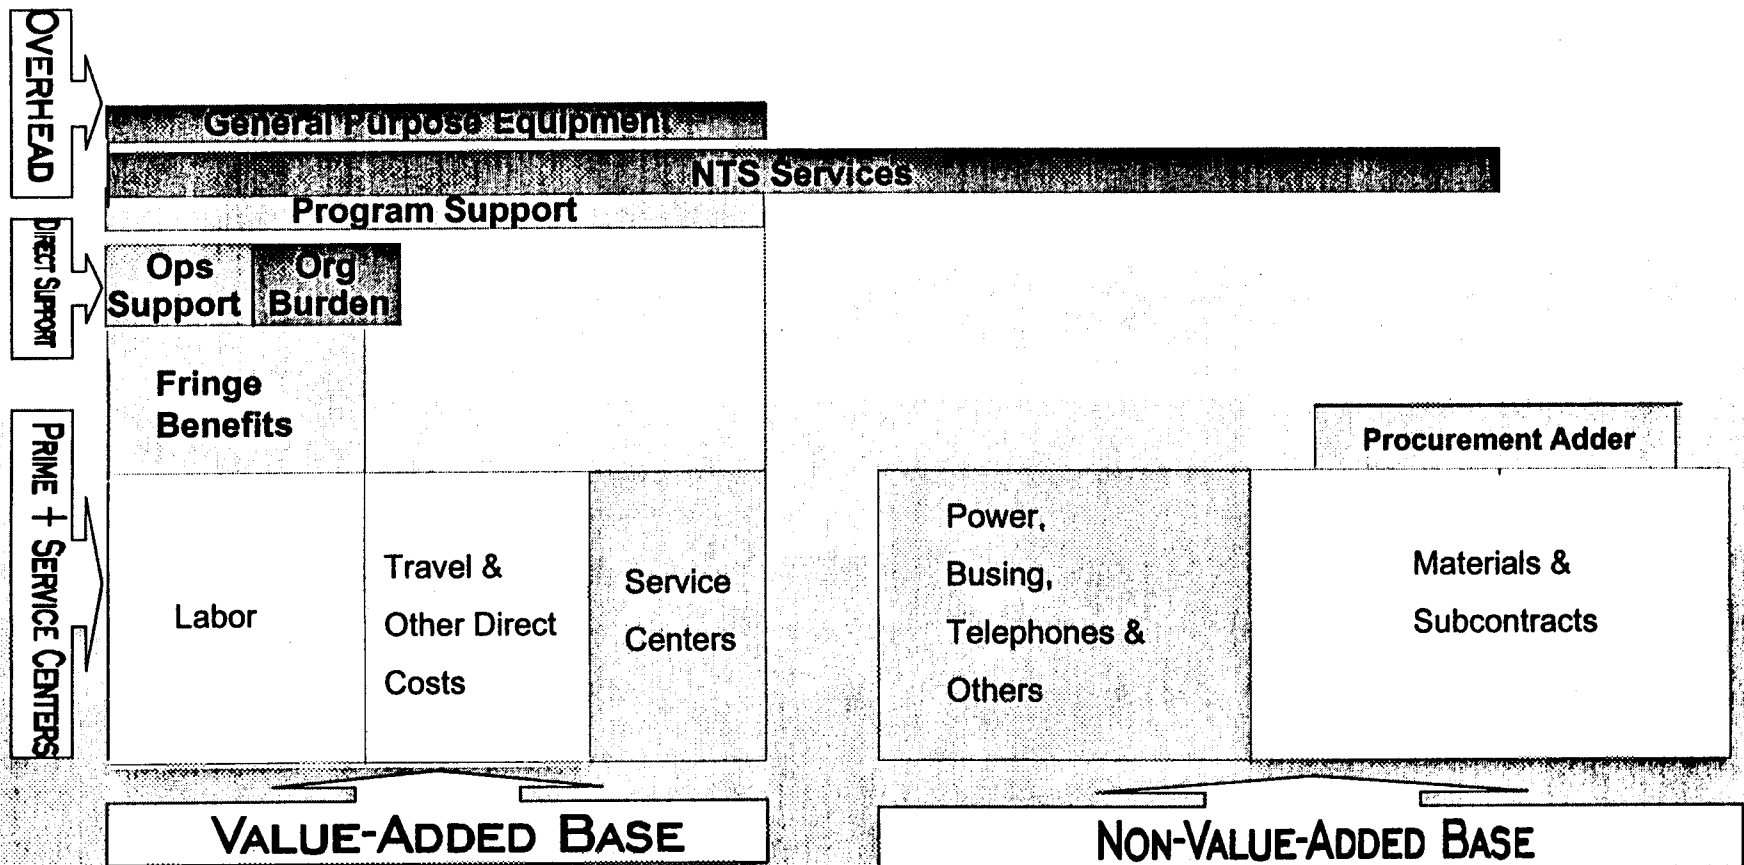 OVERHEAD
General Purpose Equipment
NTS Services
Program Support
DIRECT SUPPORT
Ops
Support
Org
Burden
Fringe
Benefits
PRIME + SERVICE CENTERS
Labor
Travel &
Other Direct
Costs
Service
Centers
Procurement Adder
Power,
Busing,
Telephones &
Others
Materials &
Subcontracts
VALUE-ADDED BASE
NON-VALUE-ADDED BASE